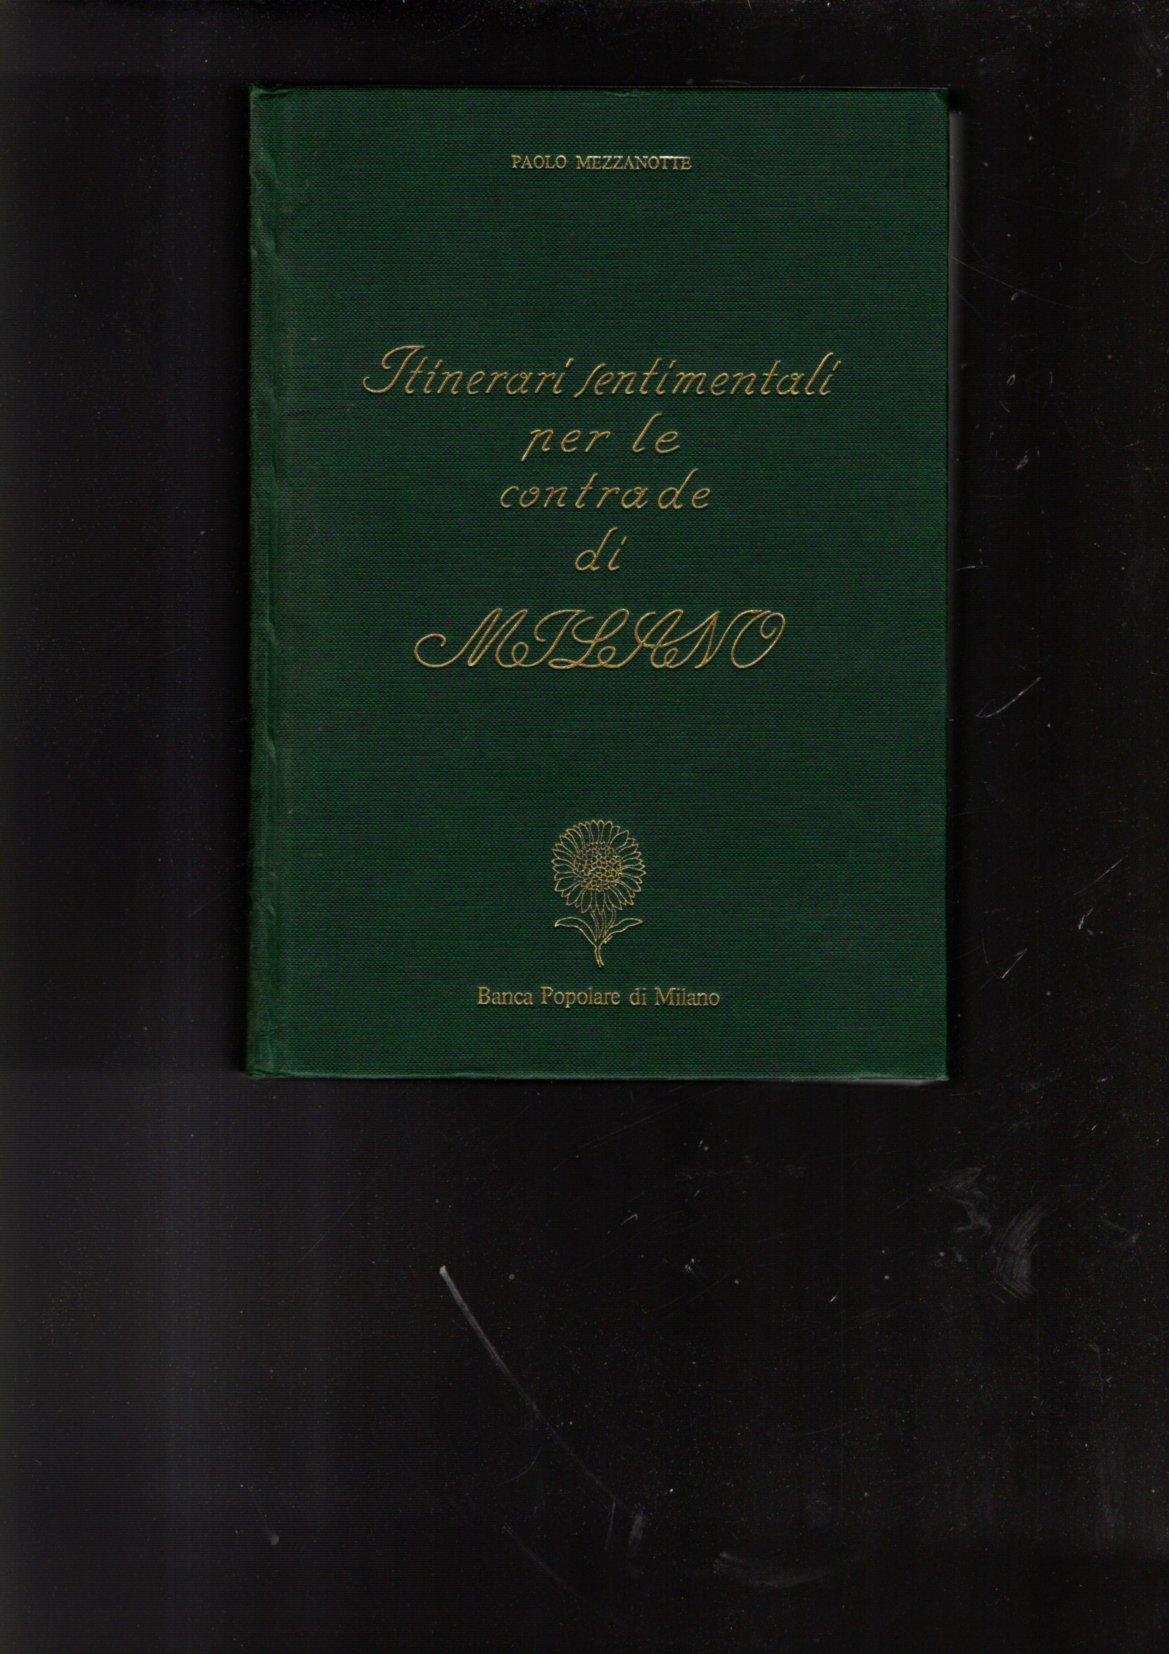 PAOLO MEZZANOTTE
Itinerari sentimentali
per le
contrade
di
MILANO
Banca Popolare di Milano